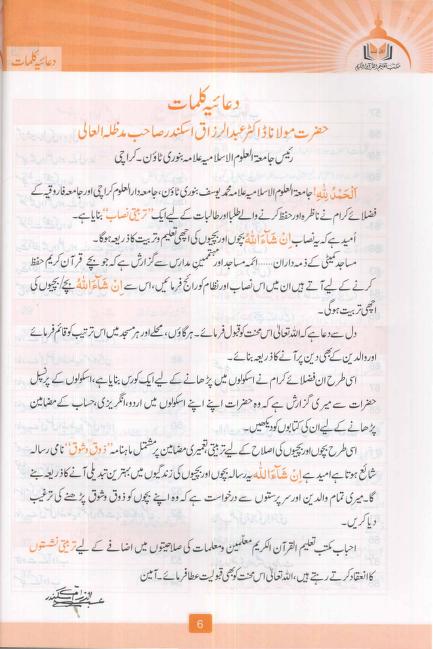 دعائیہ کلمات
مکتب تعلیم القرآن الکریم
دعائیہ کلمات
حضرت مولانا ڈاکٹر عبد الرزاق اسکندر صاحب مدظلہ العالی
رئیس جامعۃ العلوم الاسلامیہ علامہ بنوری ٹاؤن۔ کراچی
اَلْحَمْدُ لِلّٰهِ! جامعۃ العلوم الاسلامیہ علامہ محمد یوسف بنوری ٹاؤن، جامعہ دارالعلوم کراچی اور جامعہ فاروقیہ کے
فضلائے کرام نے ناظرہ اور حفظ کرنے والے طلبا اور طالبات کے لیے ایک ”تربیتی نصاب“ بنایا ہے۔
اُمید ہے کہ یہ نصاب اِنْ شَآءَ اللّٰهُ بچوں اور بچیوں کی اچھی تعلیم و تربیت کا ذریعہ ہوگا۔
مساجد کمیٹی کے ذمہ داران...... ائمہ مساجد اور مہتممین مدارس سے گزارش ہے کہ جو بچے قرآن کریم حفظ
کرنے کے لیے آتے ہیں ان میں اس نصاب اور نظام کو رائج فرمائیں، اس سے اِنْ شَآءَ اللّٰهُ بچے/بچیوں کی
اچھی تربیت ہوگی۔
دل سے دعا ہے کہ اللہ تعالیٰ اس محنت کو قبول فرمائے۔ ہر گاؤں، محلے اور ہر مسجد میں اس ترتیب کو قائم فرمائے
اور والدین کے بھی دین پر آنے کا ذریعہ بنائے۔
اسی طرح ان فضلائے کرام نے اسکولوں میں پڑھانے کے لیے ایک کورس بنایا ہے، اسکولوں کے پرنسپل
حضرات سے میری گزارش ہے کہ وہ حضرات اپنے اپنے اسکولوں میں اردو، انگریزی، حساب کے مضامین
پڑھانے کے لیے ان کی کتابوں کو دیکھیں۔
اسی طرح بچوں اور بچیوں کی اصلاح کے لیے تربیتی، تعمیری مضامین پر مشتمل ماہنامہ ”ذوق وشوق“ نامی رسالہ
شائع ہوتا ہے امید ہے اِنْ شَآءَ اللّٰهُ یہ رسالہ بچوں اور بچیوں کی زندگیوں میں بہترین تبدیلی آنے کا ذریعہ بنے
گا۔ میری تمام والدین اور سرپرستوں سے درخواست ہے کہ وہ اپنے بچوں کو ذوق وشوق پڑھنے کی ترغیب
دیا کریں۔
احباب مکتب تعلیم القرآن الکریم معلمین و معلمات کی صلاحیتوں میں اضافے کے لیے تربیتی نشستوں
کا انعقاد کرتے رہتے ہیں، اللہ تعالیٰ اس محنت کو بھی قبولیت عطا فرمائے۔ آمین
6